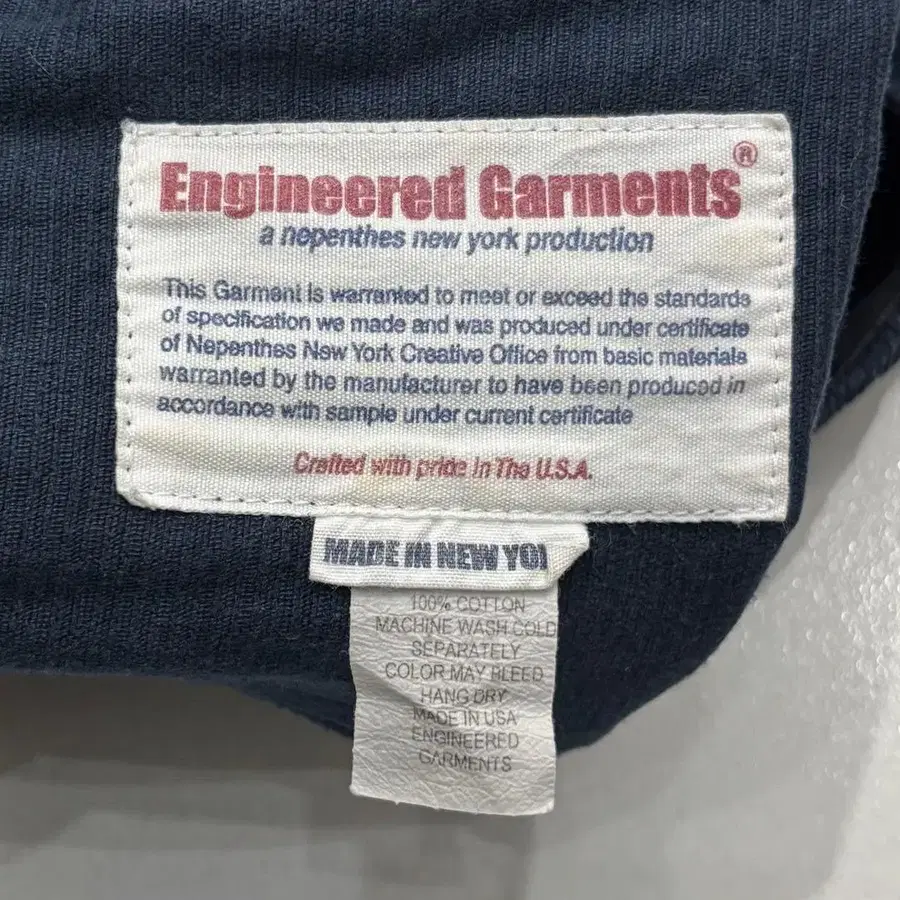 Engineered Garments®
a nepenthes new york production
This Garment is warranted to meet or exceed the standards
of specification we made and was produced under certificate
of Nepenthes New York Creative Office from basic materials
warranted by the manufacturer to have been produced in
accordance with sample under current certificate
Crafted with pride in The U.S.A.
MADE IN NEW YO
100% COTTON
MACHINE WASH COLD
SEPARATELY
COLOR MAY BLEED
HANG DRY
MADE IN USA
ENGINEERED
GARMENTS